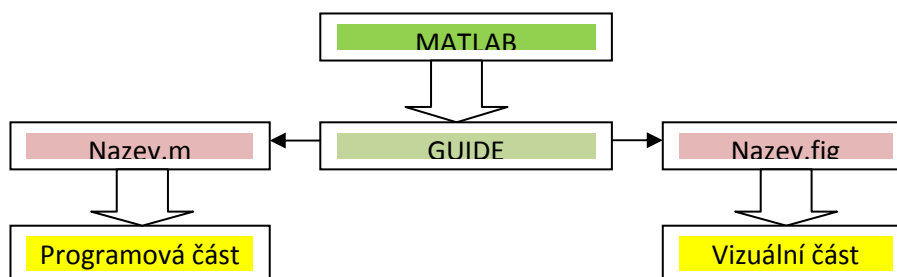 MATLAB
Nazev.m
GUIDE
Nazev.fig
Programová část
Vizuální část